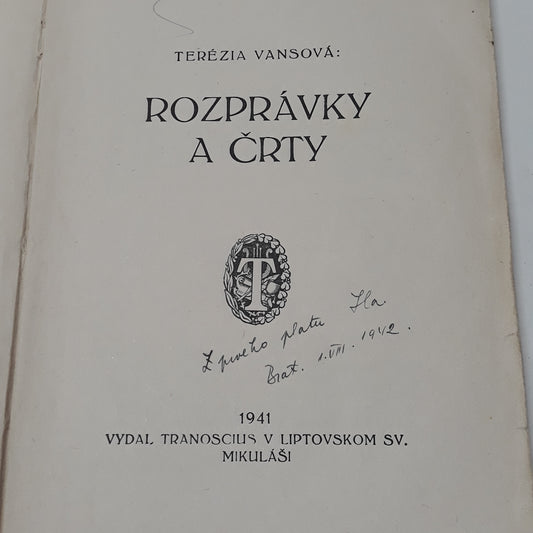 TERÉZIA VANSOVÁ:
ROZPRÁVKY
A ČRTY
T
Z prvého platu
Brat. 1.VIII.1942.
1941
VYDAL TRANOSCIUS V LIPTOVSKOM SV.
MIKULÁŠI